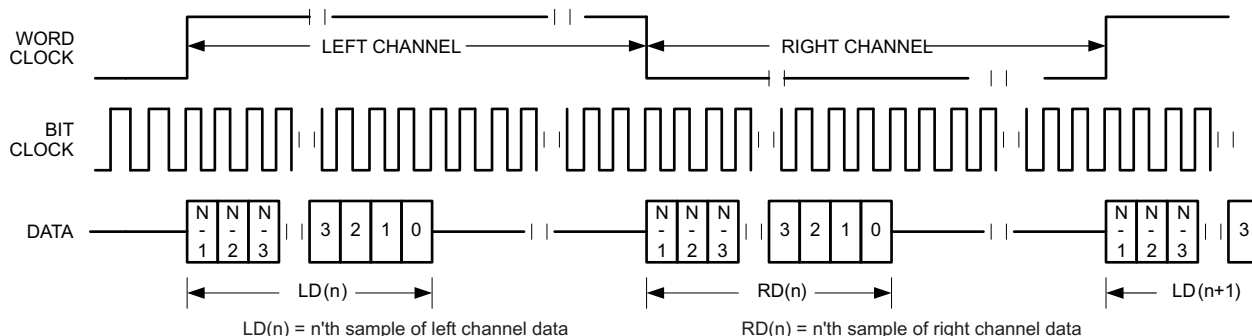 WORD
CLOCK
LEFT CHANNEL
RIGHT CHANNEL
BIT
CLOCK
DATA
N
-
1
N
-
2
N
-
3
3
2
1
0
N
-
1
N
-
2
N
-
3
3
2
1
0
N
-
1
N
-
2
N
-
3
3
LD(n)
RD(n)
LD(n+1)
LD(n) = n'th sample of left channel data
RD(n) = n'th sample of right channel data